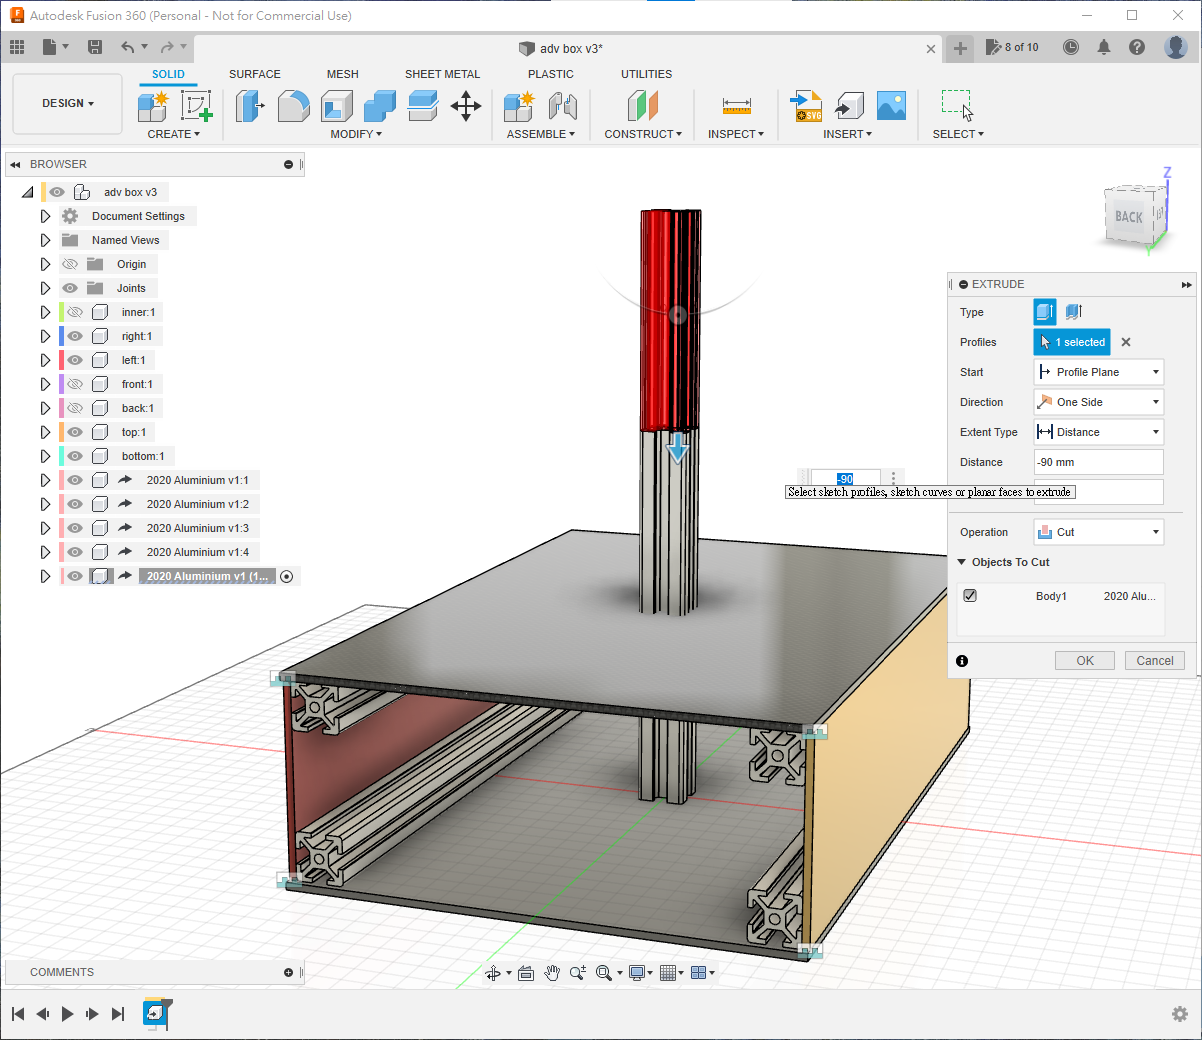 Autodesk Fusion 360 (Personal - Not for Commercial Use)
adv box v3*
8 of 10
DESIGN
SOLID
SURFACE
MESH
SHEET METAL
PLASTIC
UTILITIES
CREATE
MODIFY
ASSEMBLE
CONSTRUCT
INSPECT
INSERT
SELECT
SVG
BROWSER
adv box v3
Document Settings
Named Views
Origin
Joints
inner:1
right:1
left:1
front:1
back:1
top:1
bottom:1
2020 Aluminium v1:1
2020 Aluminium v1:2
2020 Aluminium v1:3
2020 Aluminium v1:4
2020 Aluminium v1 (1...
Z
BACK
Y
EXTRUDE
Type
Profiles
1 selected
Start
Profile Plane
Direction
One Side
Extent Type
Distance
Distance
-90 mm
-90
Select sketch profiles, sketch curves or planar faces to extrude
Operation
Cut
Objects To Cut
Body1
2020 Alu...
OK
Cancel
COMMENTS